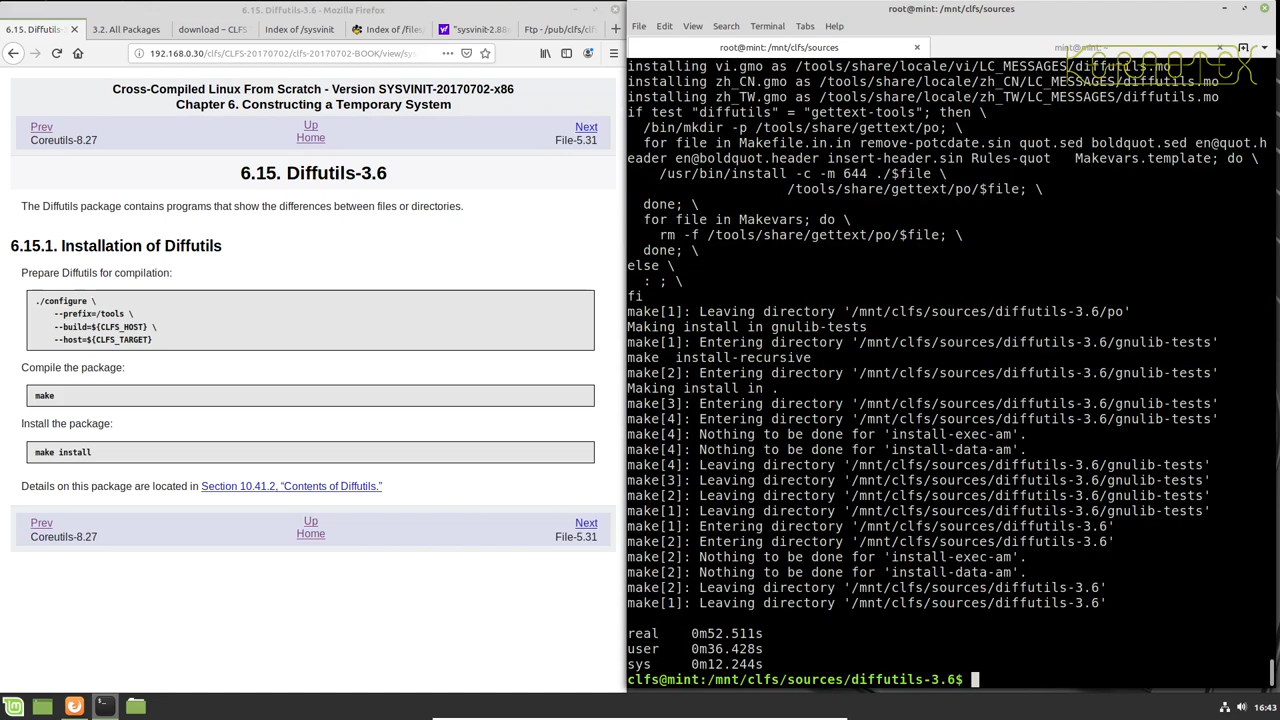 6.15. Diffutils-3.6 - Mozilla Firefox
6.15. Diffutils-
3.2. All Packages
download – CLFS
Index of /sysvinit
Index of /files/
"sysvinit-2.88
Ftp - /pub/clfs/c
192.168.0.30/clfs/CLFS-20170702/clfs-20170702-BOOK/view/sys
Cross-Compiled Linux From Scratch - Version SYSVINIT-20170702-x86
Chapter 6. Constructing a Temporary System
Prev
Up
Next
Coreutils-8.27
Home
File-5.31
6.15. Diffutils-3.6
The Diffutils package contains programs that show the differences between files or directories.
6.15.1. Installation of Diffutils
Prepare Diffutils for compilation:
./configure \
--prefix=/tools \
--build=${CLFS_HOST} \
--host=${CLFS_TARGET}
Compile the package:
make
Install the package:
make install
Details on this package are located in Section 10.41.2, “Contents of Diffutils.”
Prev
Up
Next
Coreutils-8.27
Home
File-5.31
root@mint: /mnt/clfs/sources
File Edit View Search Terminal Tabs Help
root@mint: /mnt/clfs/sources
root@mint: ~
installing vi.gmo as /tools/share/locale/vi/LC_MESSAGES/diffutils.mo
installing zh_CN.gmo as /tools/share/locale/zh_CN/LC_MESSAGES/diffutils.mo
installing zh_TW.gmo as /tools/share/locale/zh_TW/LC_MESSAGES/diffutils.mo
if test "diffutils" = "gettext-tools"; then \
/bin/mkdir -p /tools/share/gettext/po; \
for file in Makefile.in.in remove-potcdate.sin quot.sed boldquot.sed en@quot.h
eader en@boldquot.header insert-header.sin Rules-quot Makevars.template; do \
/usr/bin/install -c -m 644 ./$file \
/tools/share/gettext/po/$file; \
done; \
for file in Makevars; do \
rm -f /tools/share/gettext/po/$file; \
done; \
else \
: ; \
fi
make[1]: Leaving directory '/mnt/clfs/sources/diffutils-3.6/po'
Making install in gnulib-tests
make[1]: Entering directory '/mnt/clfs/sources/diffutils-3.6/gnulib-tests'
make install-recursive
make[2]: Entering directory '/mnt/clfs/sources/diffutils-3.6/gnulib-tests'
Making install in .
make[3]: Entering directory '/mnt/clfs/sources/diffutils-3.6/gnulib-tests'
make[4]: Entering directory '/mnt/clfs/sources/diffutils-3.6/gnulib-tests'
make[4]: Nothing to be done for 'install-exec-am'.
make[4]: Nothing to be done for 'install-data-am'.
make[4]: Leaving directory '/mnt/clfs/sources/diffutils-3.6/gnulib-tests'
make[3]: Leaving directory '/mnt/clfs/sources/diffutils-3.6/gnulib-tests'
make[2]: Leaving directory '/mnt/clfs/sources/diffutils-3.6/gnulib-tests'
make[1]: Leaving directory '/mnt/clfs/sources/diffutils-3.6/gnulib-tests'
make[1]: Entering directory '/mnt/clfs/sources/diffutils-3.6'
make[2]: Entering directory '/mnt/clfs/sources/diffutils-3.6'
make[2]: Nothing to be done for 'install-exec-am'.
make[2]: Nothing to be done for 'install-data-am'.
make[2]: Leaving directory '/mnt/clfs/sources/diffutils-3.6'
make[1]: Leaving directory '/mnt/clfs/sources/diffutils-3.6'
real 0m52.511s
user 0m36.428s
sys 0m12.244s
clfs@mint:/mnt/clfs/sources/diffutils-3.6$
16:43